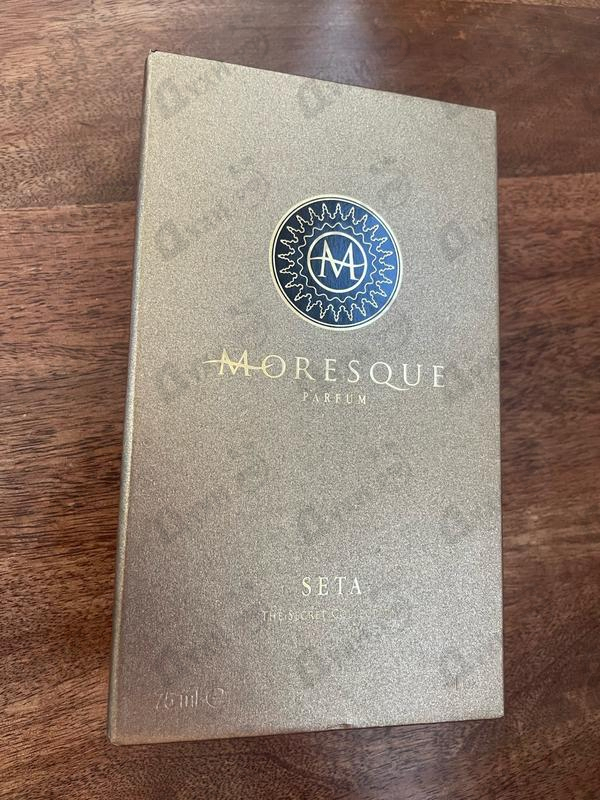 M
MORESQUE
PARFUM
SETA
THE SECRET
75 ml e